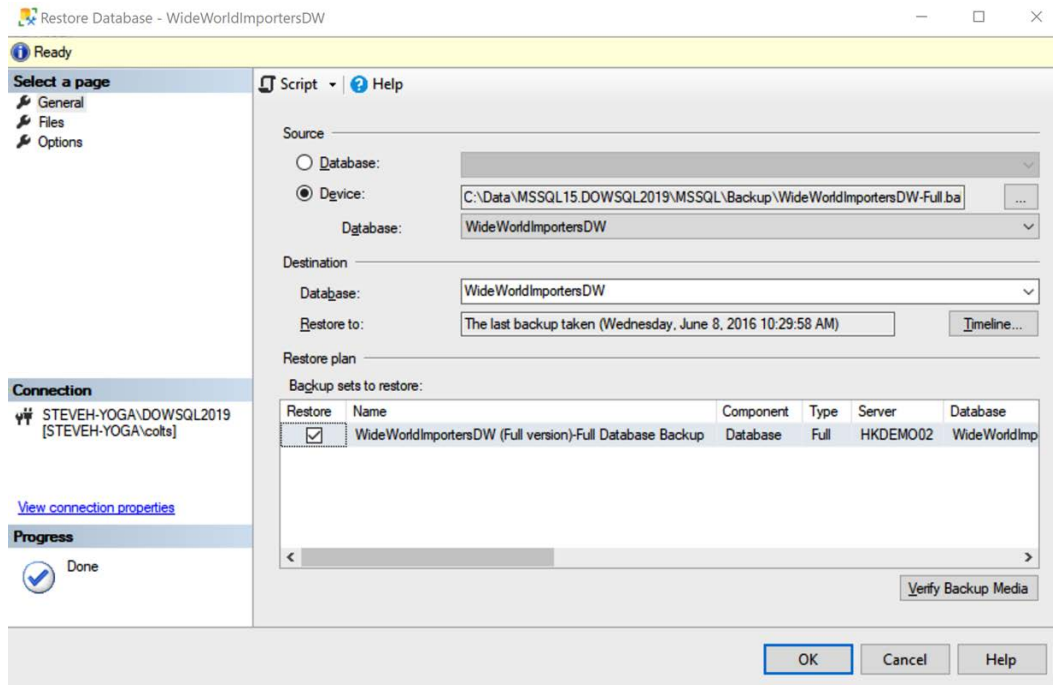 Restore Database - WideWorldImportersDW
Ready
Select a page
General
Files
Options
Script
Help
Source
Database:
Device:
C:\Data\MSSQL15.DOWSQL2019\MSSQL\Backup\WideWorldImportersDW-Full.ba
...
Database:
WideWorldImportersDW
Destination
Database:
WideWorldImportersDW
Restore to:
The last backup taken (Wednesday, June 8, 2016 10:29:58 AM)
Timeline...
Restore plan
Backup sets to restore:
Restore Name Component Type Server Database
WideWorldImportersDW (Full version)-Full Database Backup Database Full HKDEMO02 WideWorldImp
Connection
STEVEH-YOGA\DOWSQL2019
[STEVEH-YOGA\colts]
View connection properties
Progress
Done
Verify Backup Media
OK Cancel Help